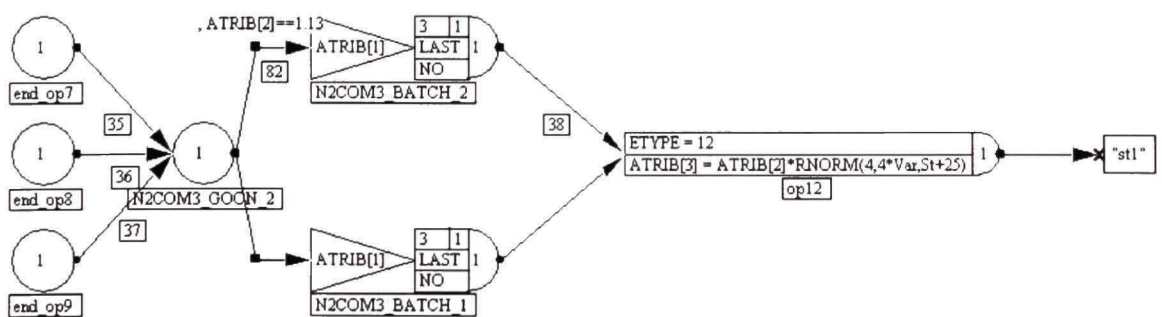 , ATRIB[2]==1.13
1
end_op7
35
82
ATRIB[1]
3 1
LAST
NO
1
N2COM3_BATCH_2
1
end_op8
36
1
N2COM3_GOON_2
38
ETYPE = 12
ATRIB[3] = ATRIB[2]*RNORM(4,4*Var,St+25)
1
op12
"st1"
1
end_op9
37
ATRIB[1]
3 1
LAST
NO
1
N2COM3_BATCH_1